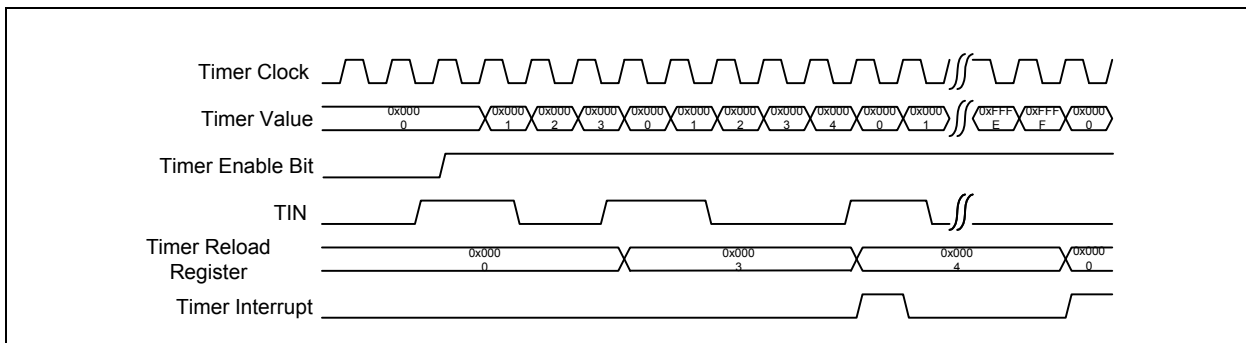 Timer Clock
Timer Value
0x000
0
0x000
1
0x000
2
0x000
3
0x000
0
0x000
1
0x000
2
0x000
3
0x000
4
0x000
0
0x000
1
0xFFF
E
0xFFF
F
0x000
0
Timer Enable Bit
TIN
Timer Reload
Register
0x000
0
0x000
3
0x000
4
0x000
0
Timer Interrupt